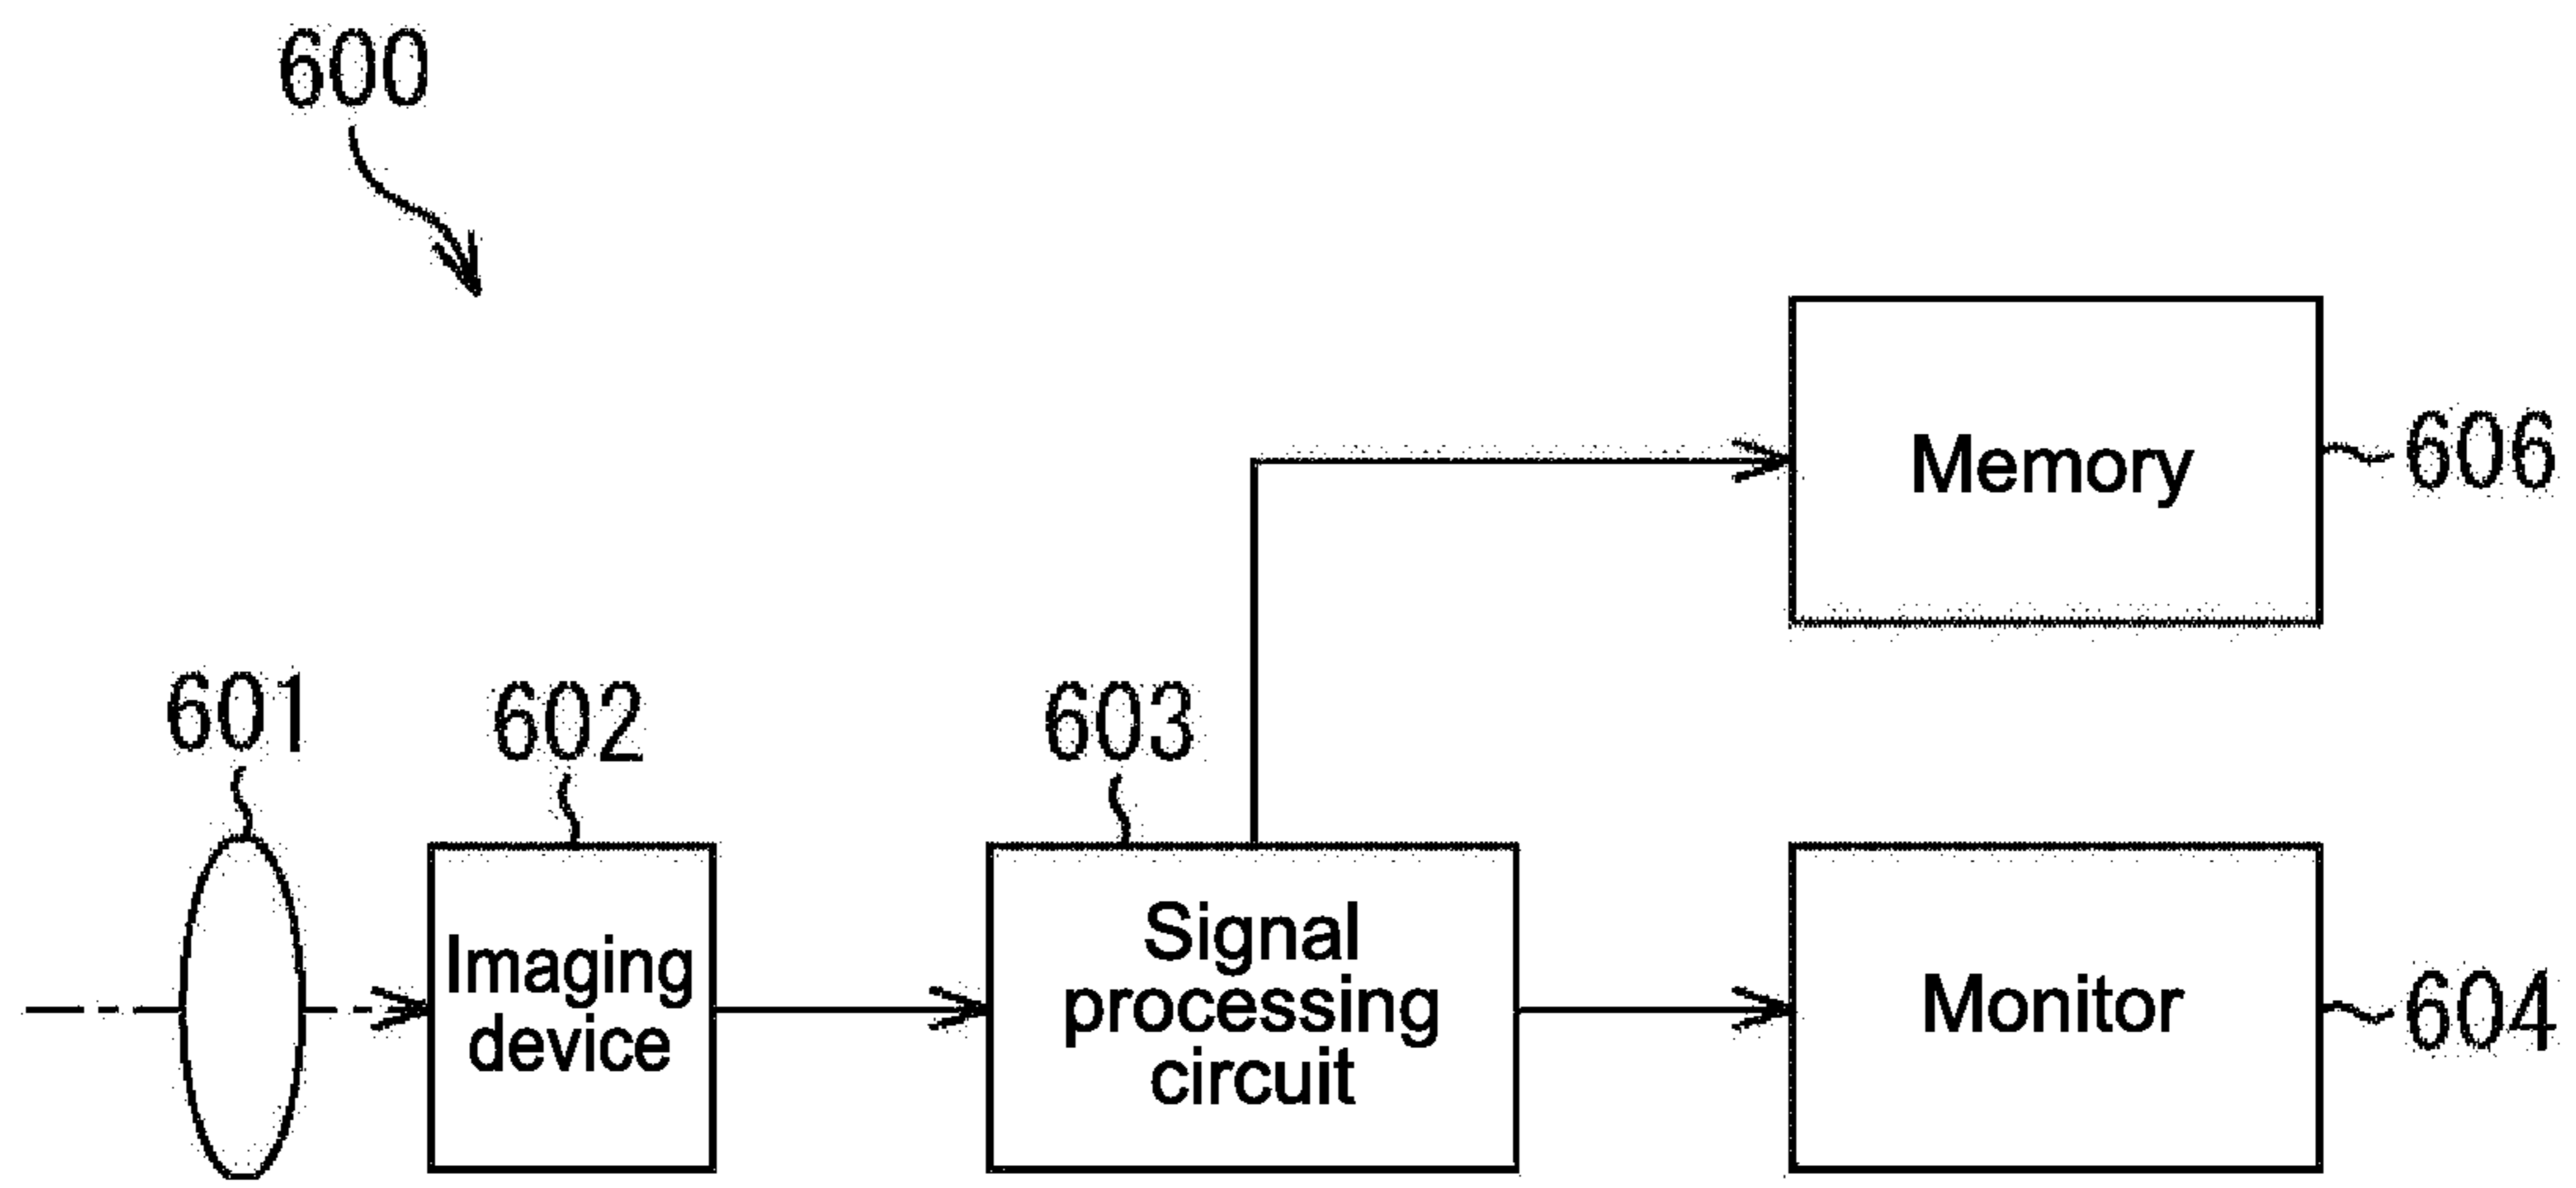 600
Memory
606
601
602
603
Imaging
device
Signal
processing
circuit
Monitor
604